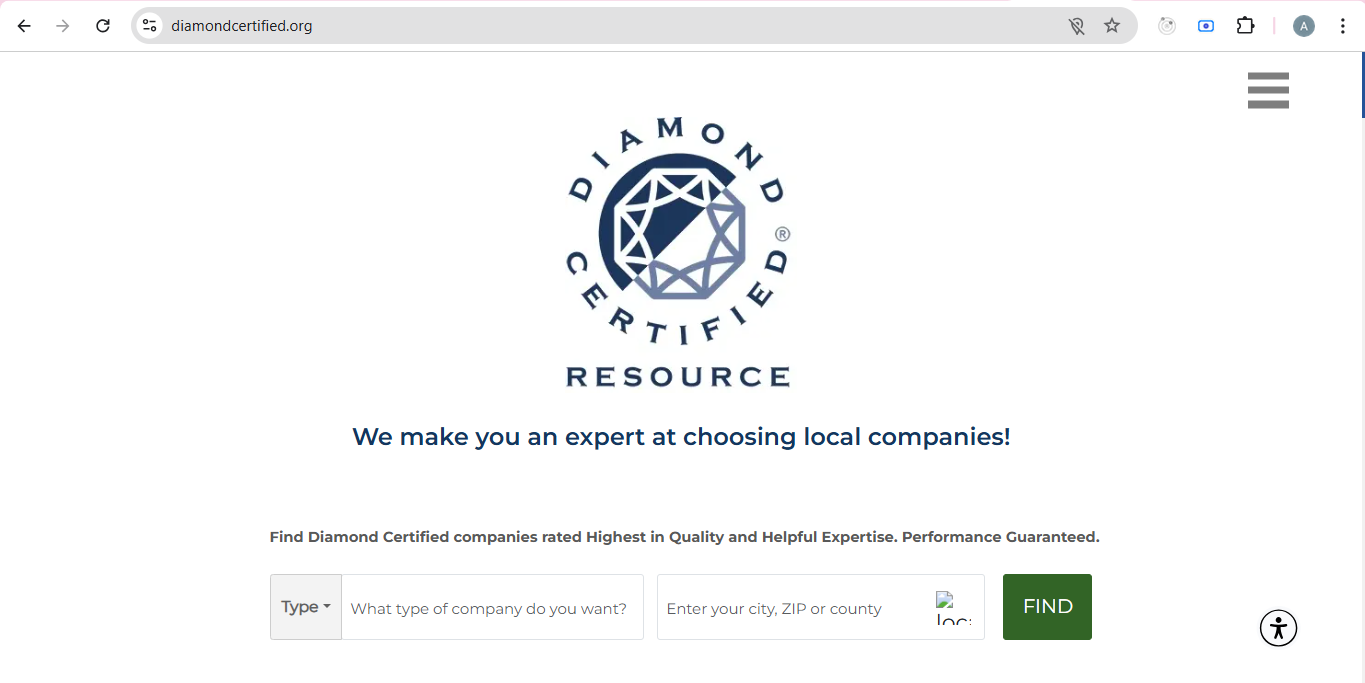 diamondcertified.org
A
DIAMOND
CERTIFIED®
RESOURCE
We make you an expert at choosing local companies!
Find Diamond Certified companies rated Highest in Quality and Helpful Expertise. Performance Guaranteed.
Type What type of company do you want? Enter your city, ZIP or county FIND